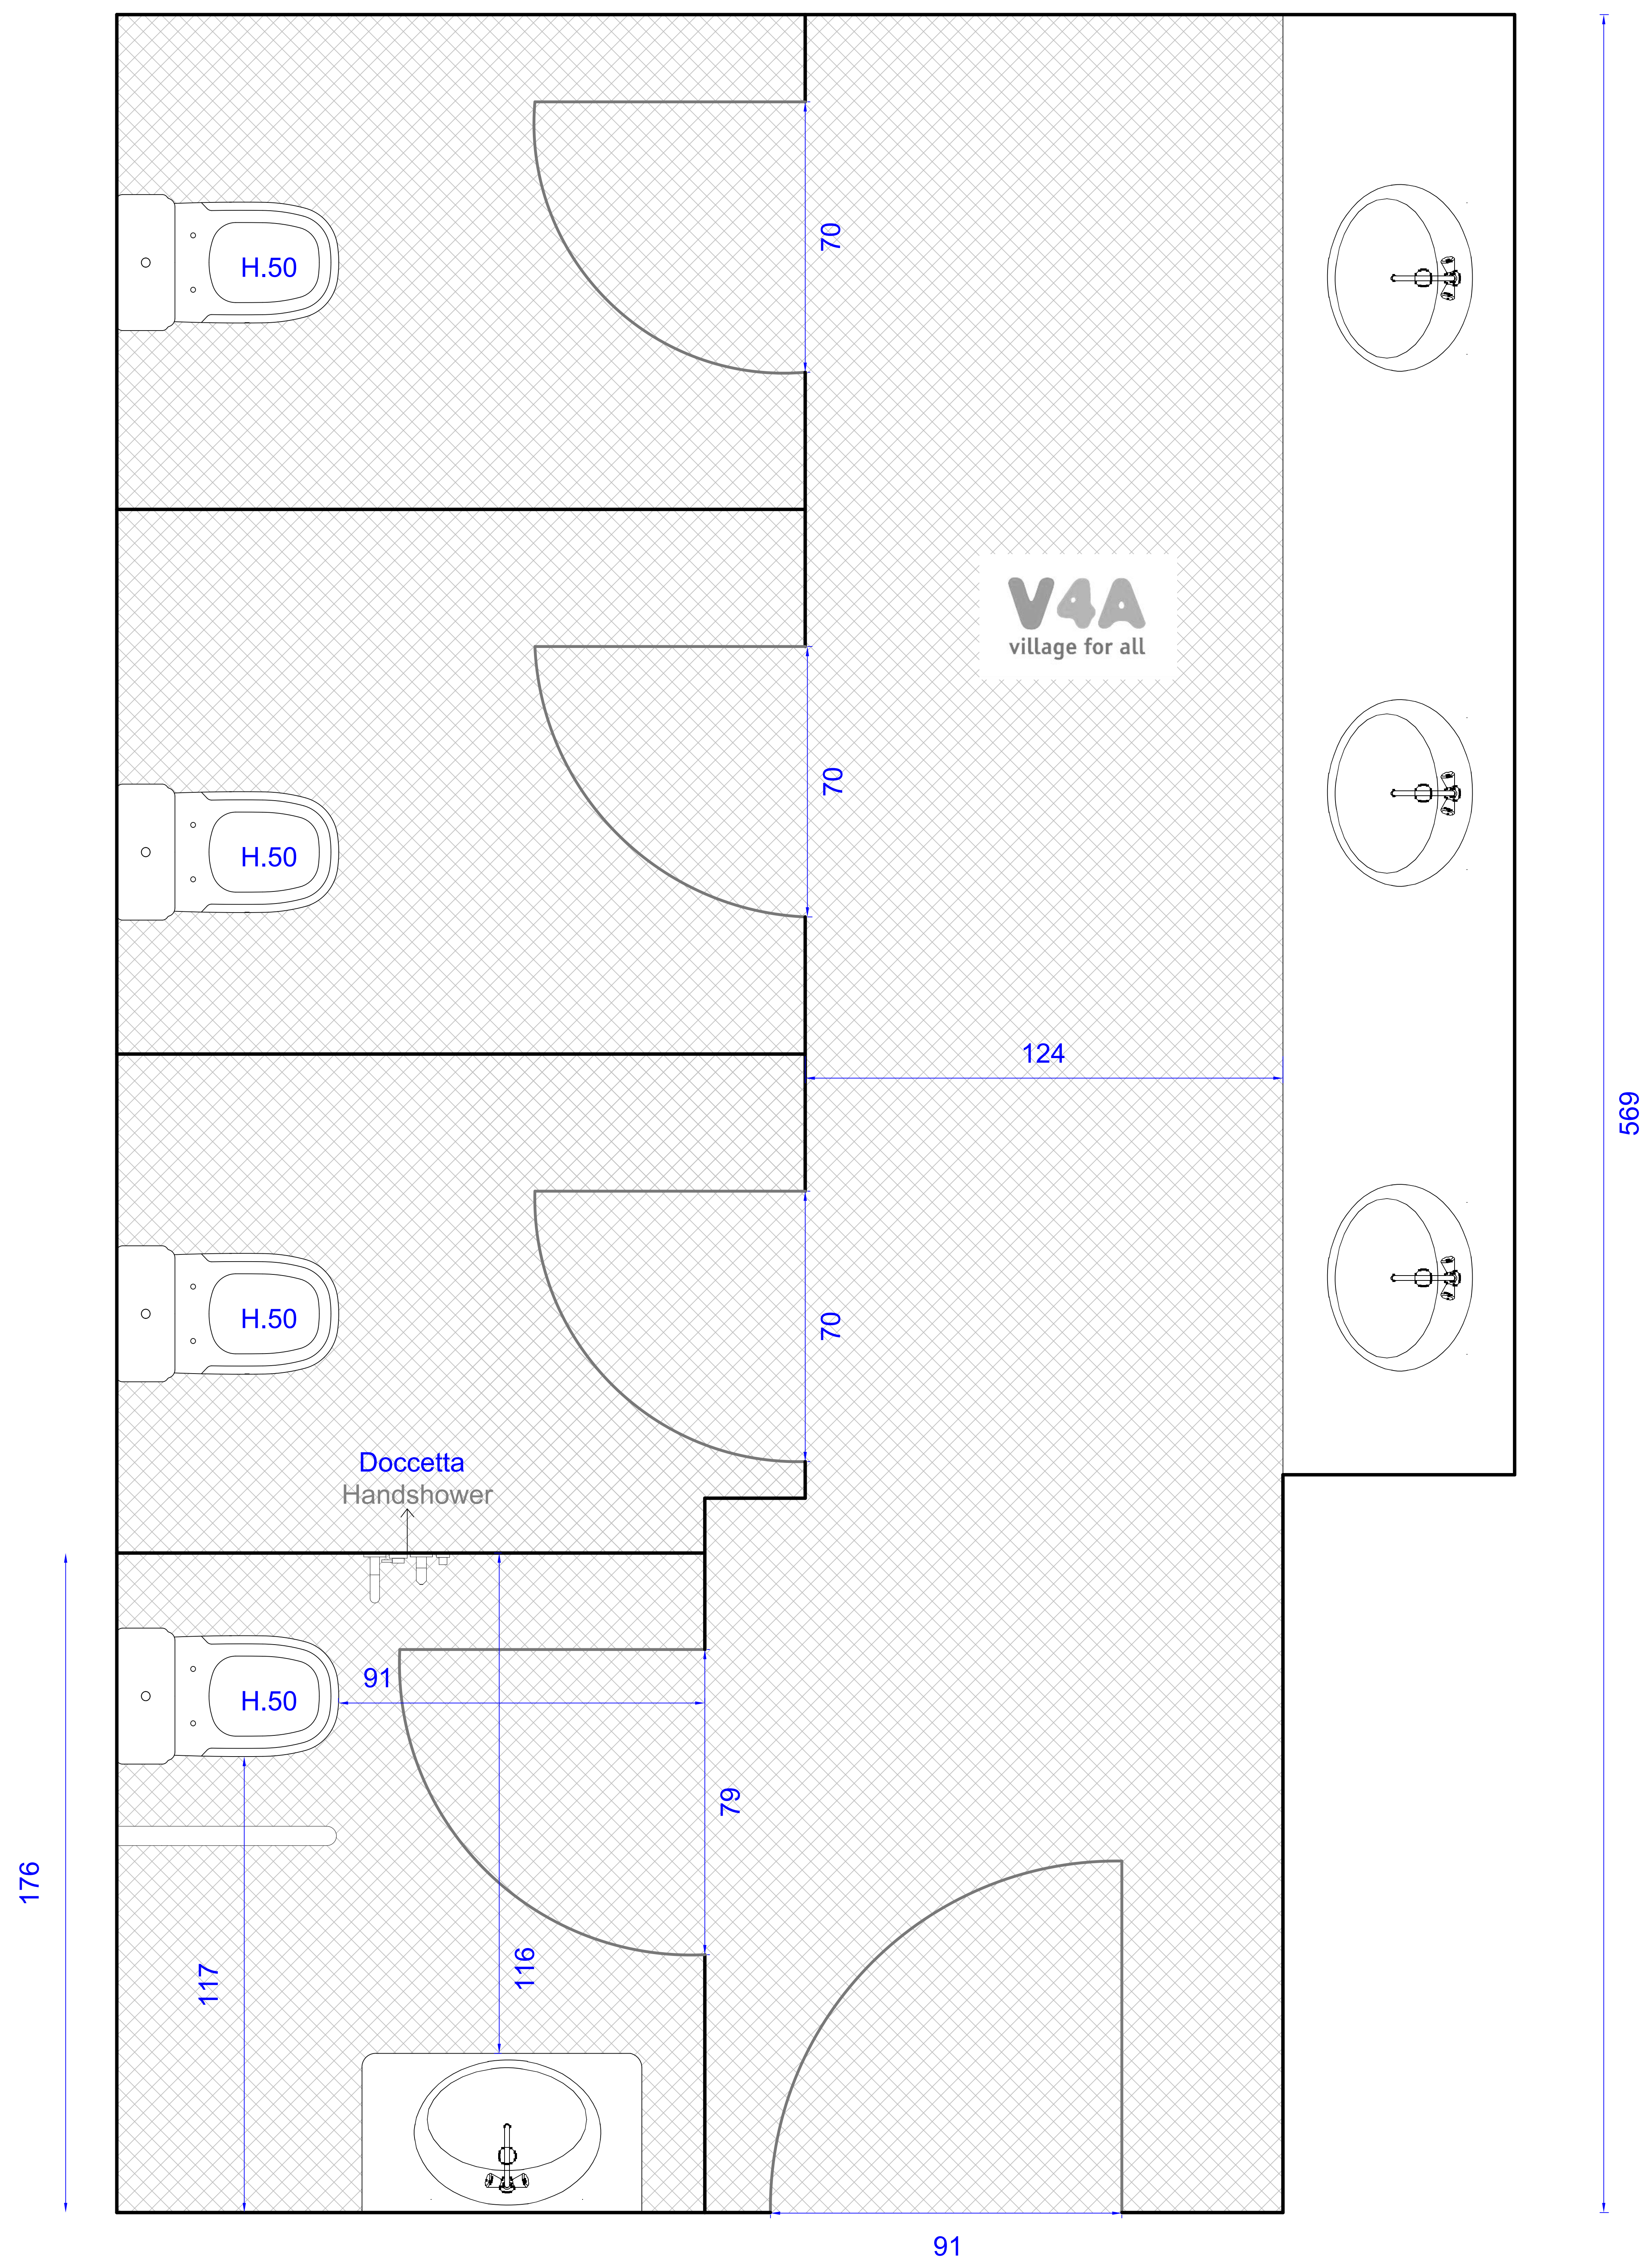 H.50
70
V4A
village for all
H.50
70
124
569
H.50
70
Doccetta
Handshower
91
H.50
79
176
117
116
91